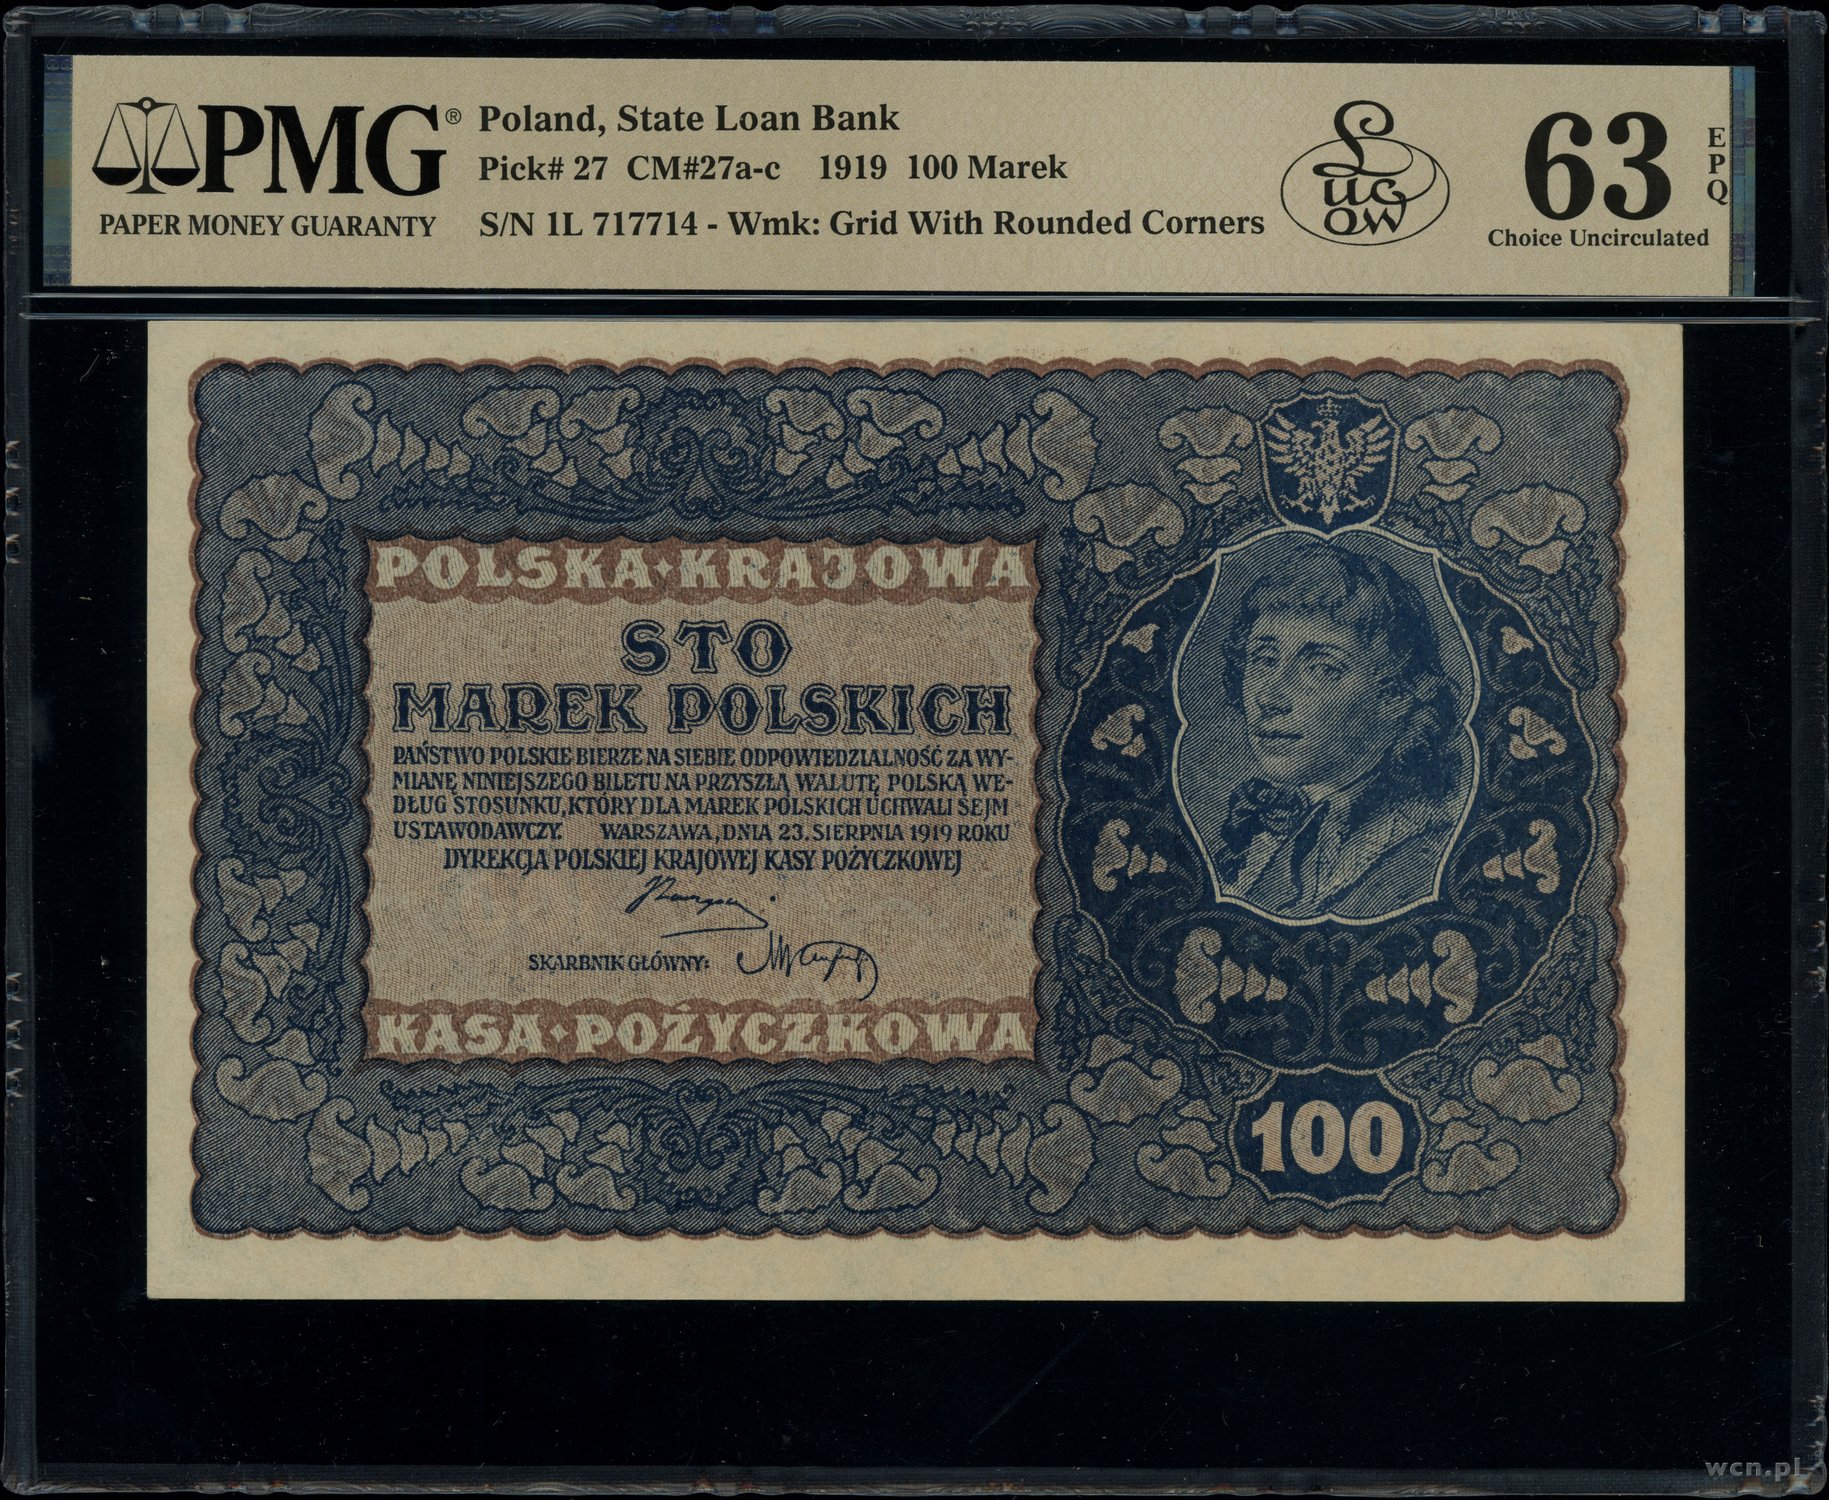 PMG®
PAPER MONEY GUARANTY
Poland, State Loan Bank
Pick# 27 CM#27a-c 1919 100 Marek
S/N 1L 717714 - Wmk: Grid With Rounded Corners
Lucow
63
EPQ
Choice Uncirculated
POLSKA KRAJOWA
STO
MAREK POLSKICH
PAŃSTWO POLSKIE BIERZE NA SIEBIE ODPOWIEDZIALNOŚĆ ZA WY-
MIANĘ NINIEJSZEGO BILETU NA PRZYSZŁĄ WALUTĘ POLSKĄ WE-
DŁUG STOSUNKU, KTÓRY DLA MAREK POLSKICH UCHWALI SEJM
USTAWODAWCZY. WARSZAWA, DNIA 23. SIERPNIA 1919 ROKU
DYREKCJA POLSKIEJ KRAJOWEJ KASY POŻYCZKOWEJ
SKARBNIK GŁÓWNY:
KASA POŻYCZKOWA
100
wcn.pl